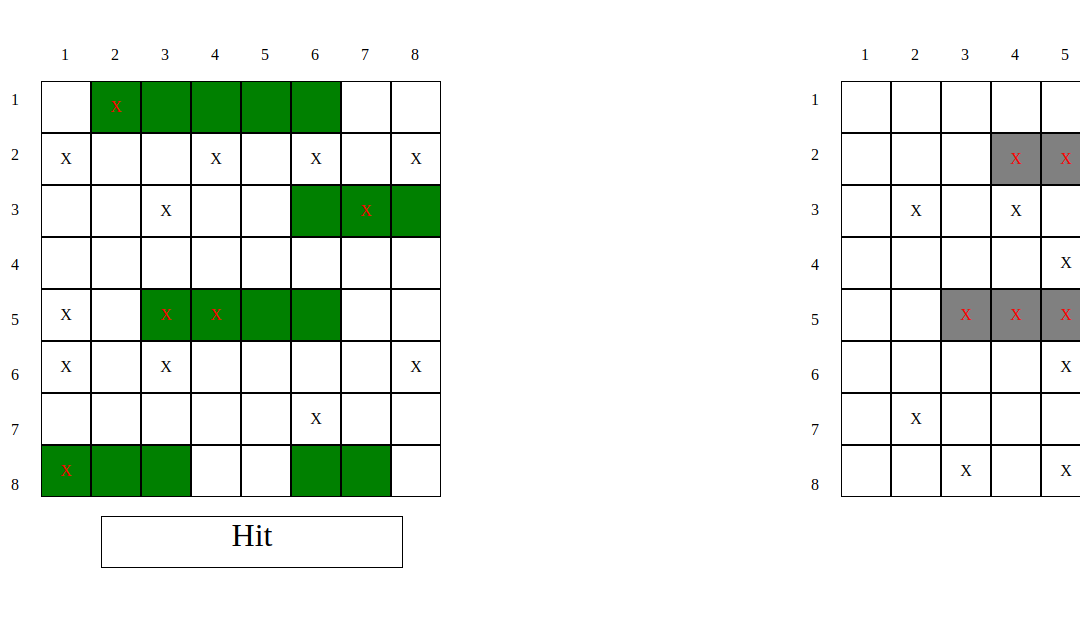 1 2 3 4 5 6 7 8 1 2 3 4 5
1 X 1
2 X X X X 2 X X
3 X X 3 X X
4 4 X
5 X X X 5 X X X
6 X X X 6 X
7 X 7 X
8 X 8 X X
Hit